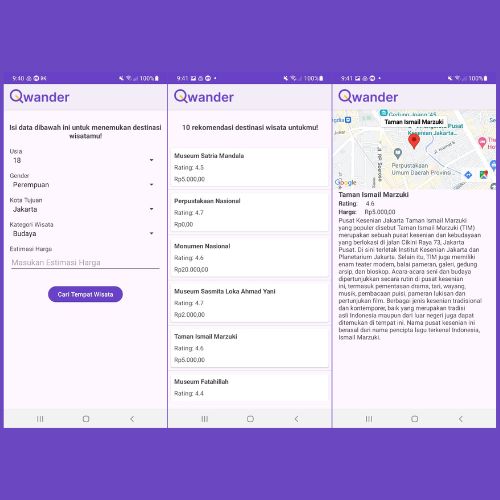 9:40
100%
Qwander
Isi data dibawah ini untuk menemukan destinasi
wisatamu!
Usia
18
Gender
Perempuan
Kota Tujuan
Jakarta
Kategori Wisata
Budaya
Estimasi Harga
Masukan Estimasi Harga
Cari Tempat Wisata
9:41
100%
Qwander
10 rekomendasi destinasi wisata untukmu!
Museum Satria Mandala
Rating: 4.5
Rp5.000,00
Perpustakaan Nasional
Rating: 4.7
Rp0,00
Monumen Nasional
Rating: 4.6
Rp20.000,00
Museum Sasmita Loka Ahmad Yani
Rating: 4.7
Rp2.000,00
Taman Ismail Marzuki
Rating: 4.6
Rp5.000,00
Museum Fatahillah
Rating: 4.4
9:41
100%
Qwander
Taman Ismail Marzuki
Pusat
Kesenian Jakarta...
Perpustakaan
Umum Daerah Provinsi
Google
Taman Ismail Marzuki
Rating: 4.6
Harga: Rp5.000,00
Pusat Kesenian Jakarta Taman Ismail Marzuki
yang populer disebut Taman Ismail Marzuki (TIM)
merupakan sebuah pusat kesenian dan kebudayaan
yang berlokasi di jalan Cikini Raya 73, Jakarta
Pusat. Di sini terletak Institut Kesenian Jakarta dan
Planetarium Jakarta. Selain itu, TIM juga memiliki
enam teater modern, balai pameran, galeri, gedung
arsip, dan bioskop. Acara-acara seni dan budaya
dipertunjukkan secara rutin di pusat kesenian
ini, termasuk pementasan drama, tari, wayang,
musik, pembacaan puisi, pameran lukisan dan
pertunjukan film. Berbagai jenis kesenian tradisional
dan kontemporer, baik yang merupakan tradisi
asli Indonesia maupun dari luar negeri juga dapat
ditemukan di tempat ini. Nama pusat kesenian ini
berasal dari nama pencipta lagu terkenal Indonesia,
Ismail Marzuki.